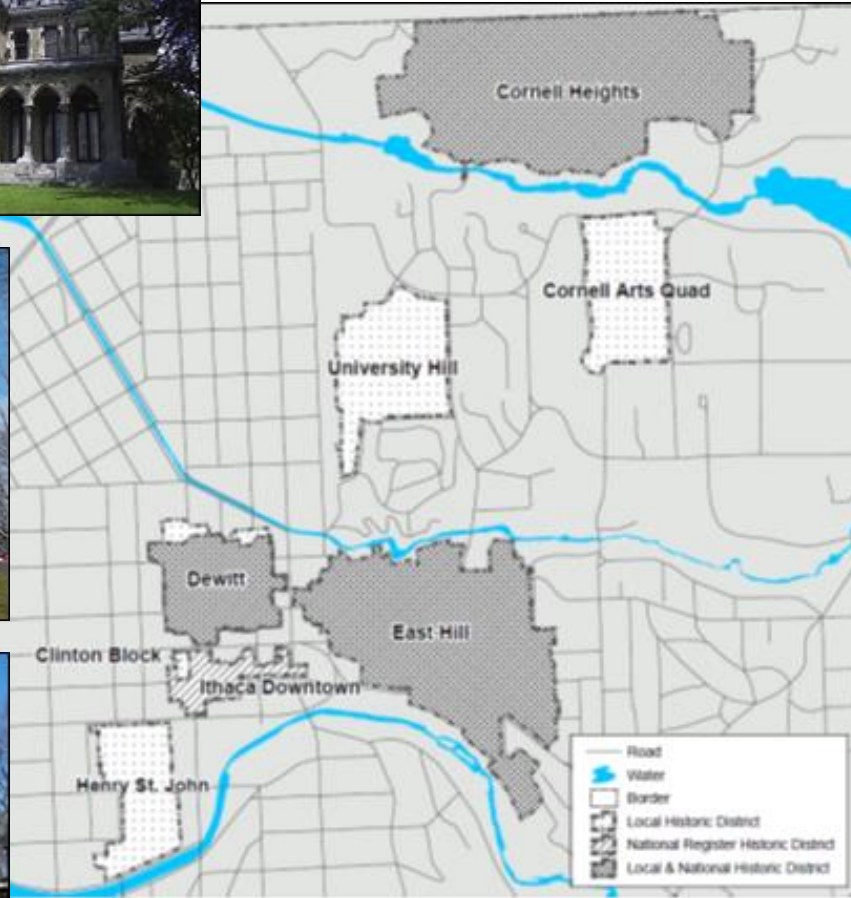 Cornell Heights
Cornell Arts Quad
University Hill
Dewitt
East Hill
Clinton Block
Ithaca Downtown
Henry St. John
Road
Water
Border
Local Historic District
National Register Historic District
Local & National Historic District